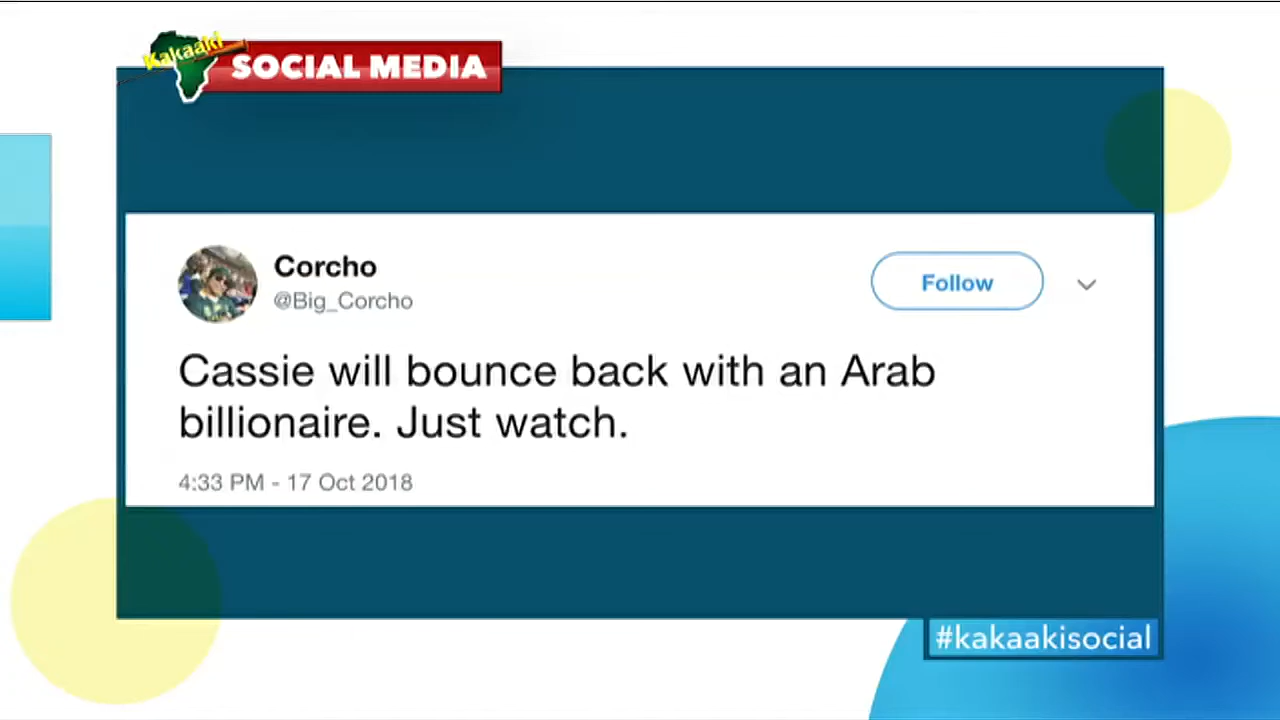 Kakaaki
SOCIAL MEDIA
Corcho
@Big_Corcho
Follow
Cassie will bounce back with an Arab
billionaire. Just watch.
4:33 PM - 17 Oct 2018
#kakaakisocial